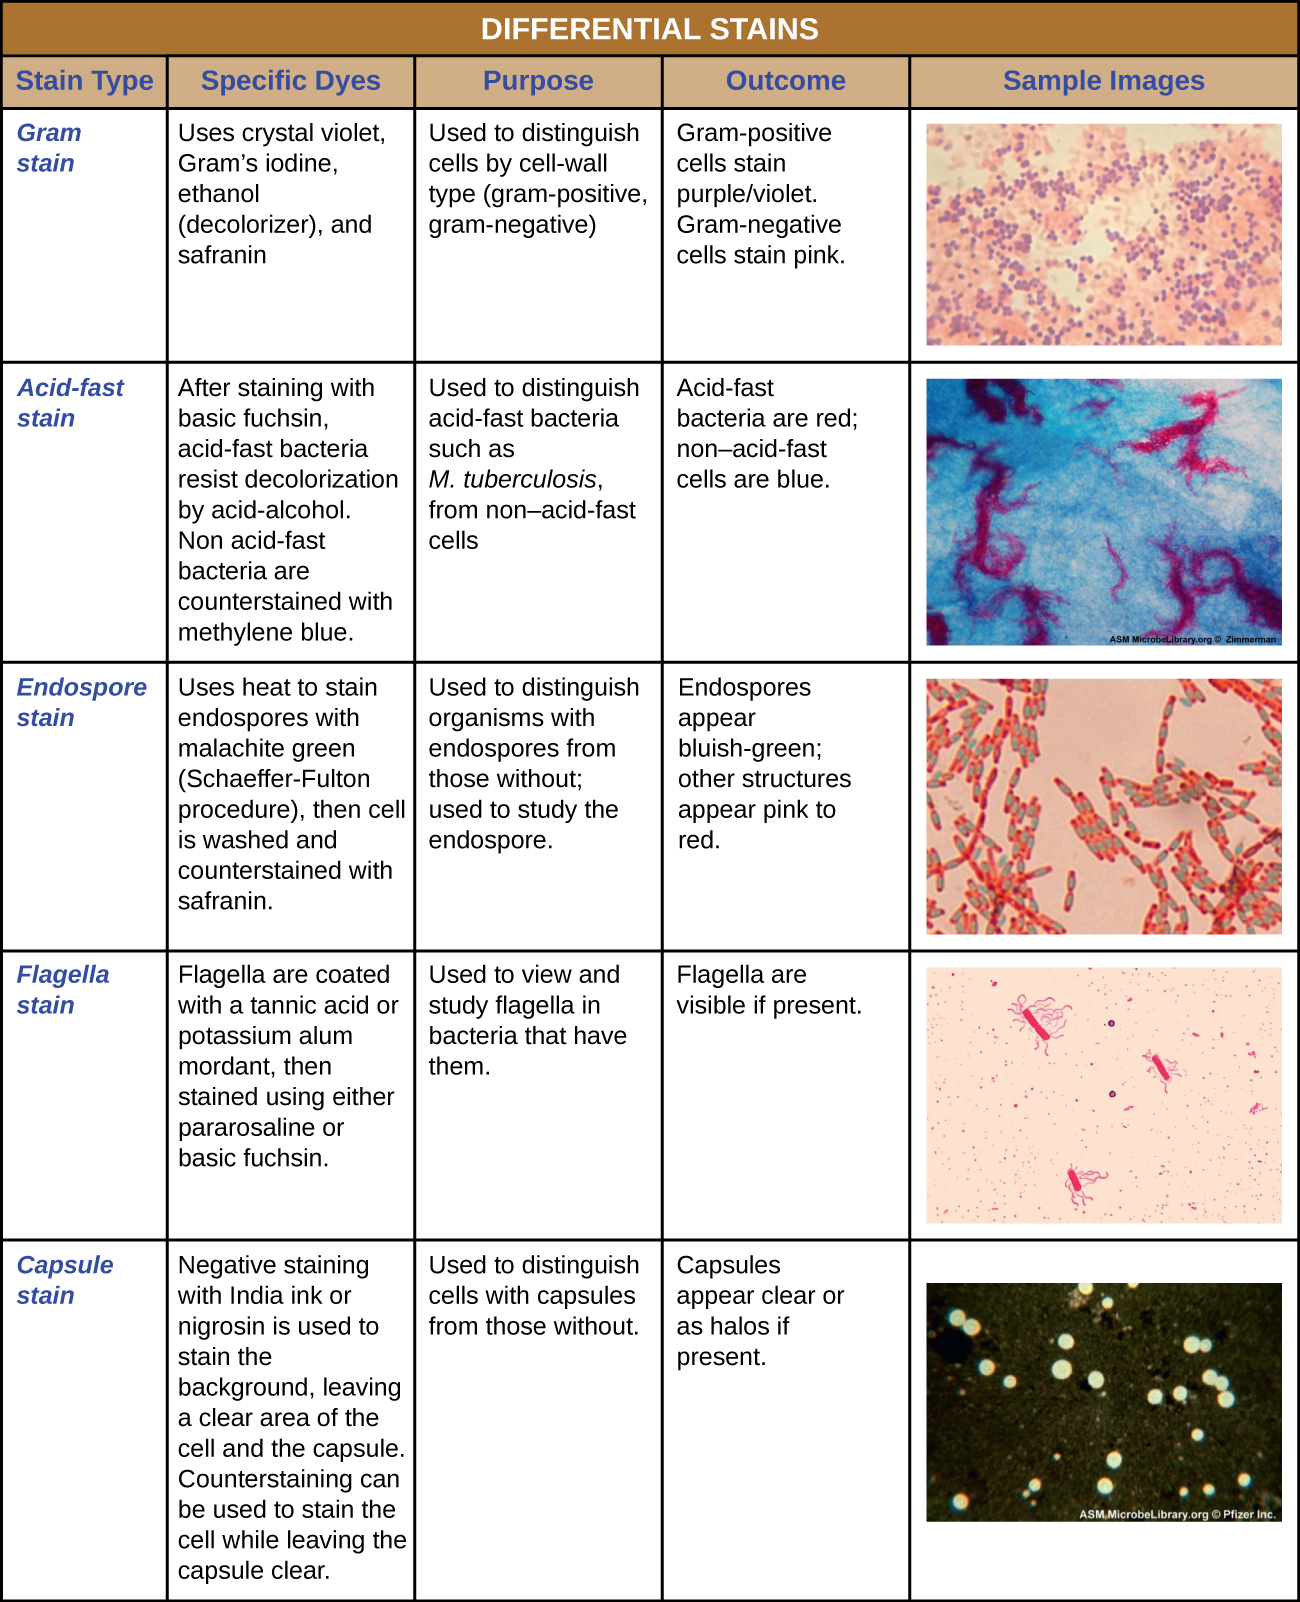 DIFFERENTIAL STAINS
Stain Type
Specific Dyes
Purpose
Outcome
Sample Images
Gram
stain
Uses crystal violet,
Gram’s iodine,
ethanol
(decolorizer), and
safranin
Used to distinguish
cells by cell-wall
type (gram-positive,
gram-negative)
Gram-positive
cells stain
purple/violet.
Gram-negative
cells stain pink.
Acid-fast
stain
After staining with
basic fuchsin,
acid-fast bacteria
resist decolorization
by acid-alcohol.
Non acid-fast
bacteria are
counterstained with
methylene blue.
Used to distinguish
acid-fast bacteria
such as
M. tuberculosis,
from non–acid-fast
cells
Acid-fast
bacteria are red;
non–acid-fast
cells are blue.
ASM MicrobeLibrary.org © Zimmerman
Endospore
stain
Uses heat to stain
endospores with
malachite green
(Schaeffer-Fulton
procedure), then cell
is washed and
counterstained with
safranin.
Used to distinguish
organisms with
endospores from
those without;
used to study the
endospore.
Endospores
appear
bluish-green;
other structures
appear pink to
red.
Flagella
stain
Flagella are coated
with a tannic acid or
potassium alum
mordant, then
stained using either
pararosaline or
basic fuchsin.
Used to view and
study flagella in
bacteria that have
them.
Flagella are
visible if present.
Capsule
stain
Negative staining
with India ink or
nigrosin is used to
stain the
background, leaving
a clear area of the
cell and the capsule.
Counterstaining can
be used to stain the
cell while leaving the
capsule clear.
Used to distinguish
cells with capsules
from those without.
Capsules
appear clear or
as halos if
present.
ASM MicrobeLibrary.org © Pfizer Inc.